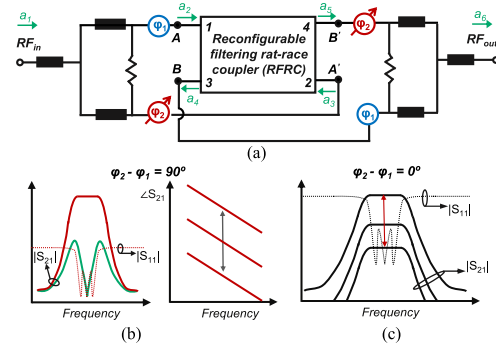 a₁
RFin
φ₁
φ₂
a₂
A
B
a₄
1
3
4
2
Reconfigurable
filtering rat-race
coupler (RFRC)
a₅
B′
A′
a₃
φ₂
φ₁
a₆
RFout
(a)
φ₂ - φ₁ = 90°
|S₂₁|
|S₁₁|
Frequency
∠S₂₁
Frequency
(b)
φ₂ - φ₁ = 0°
|S₁₁|
|S₂₁|
Frequency
(c)